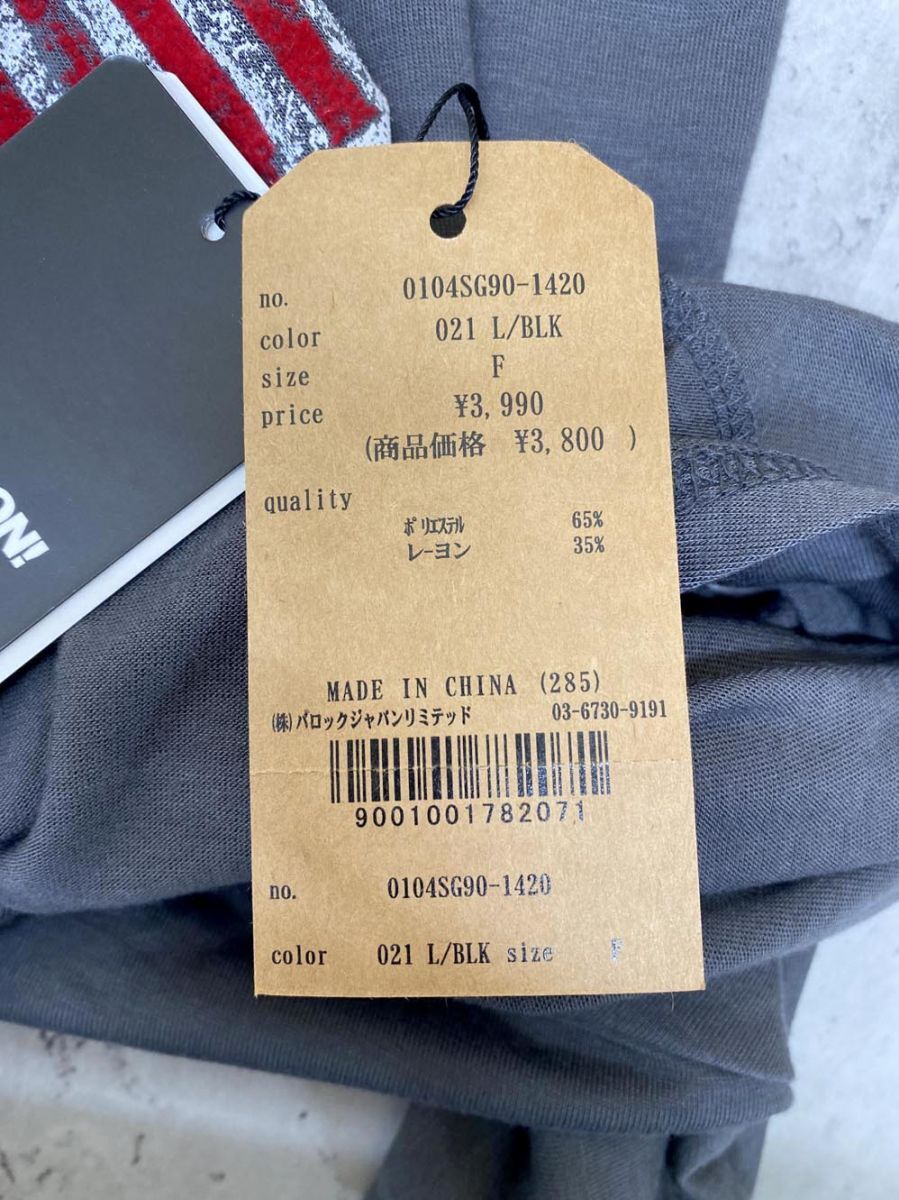 no. 0104SG90-1420
color 021 L/BLK
size F
price ¥3,990
(商品価格 ¥3,800 )
quality
ポリエステル 65%
レーヨン 35%
MADE IN CHINA (285)
㈱バロックジャパンリミテッド 03-6730-9191
9001001782071
no. 0104SG90-1420
color 021 L/BLK size F
ON!